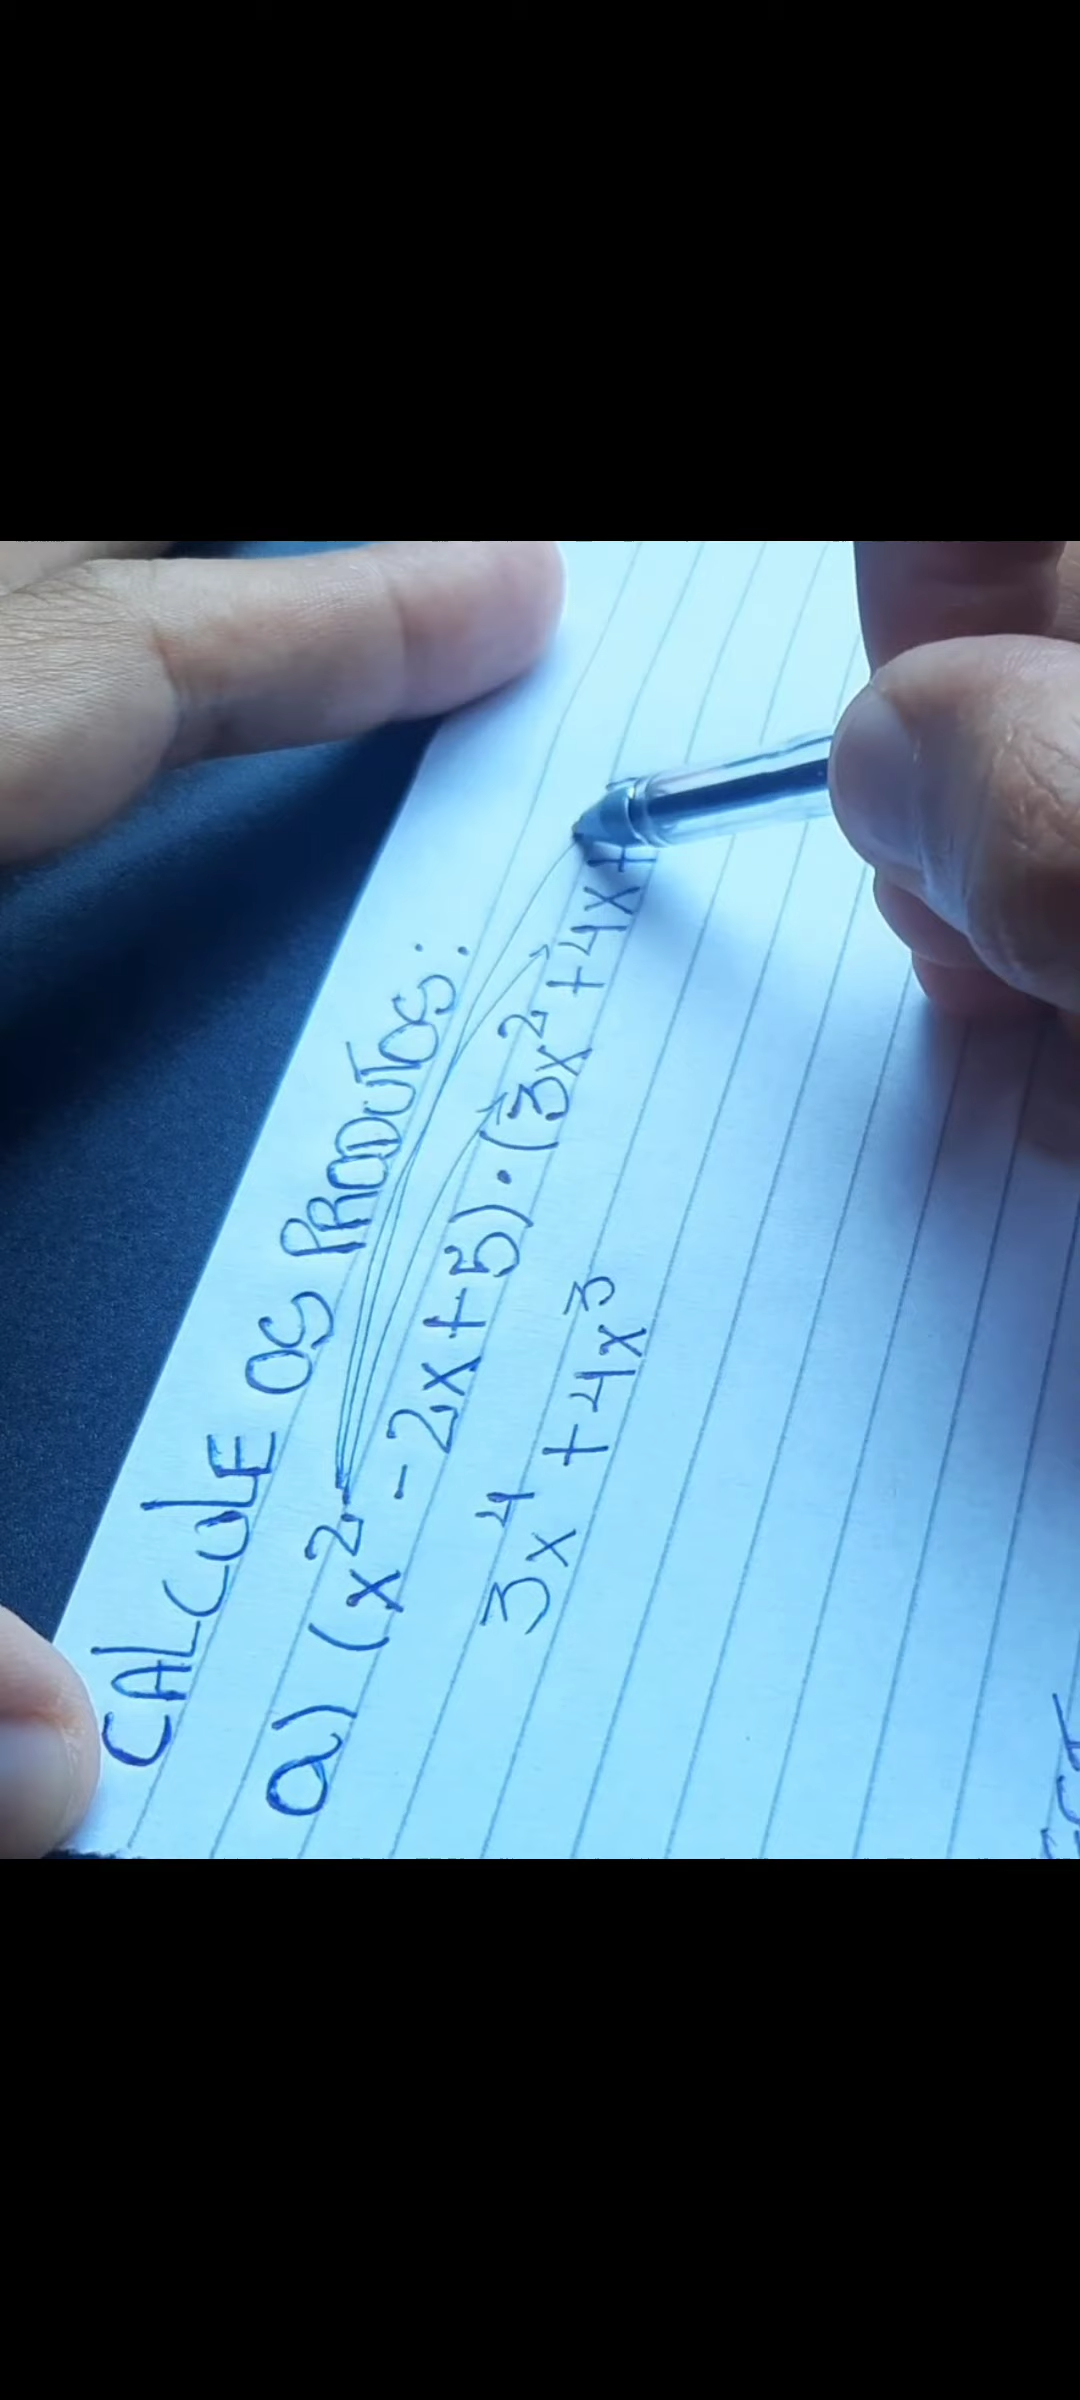 CALCULE OS PRODUTOS:
a) (x² - 2x + 5) · (3x² + 4x +
3x⁴ + 4x³